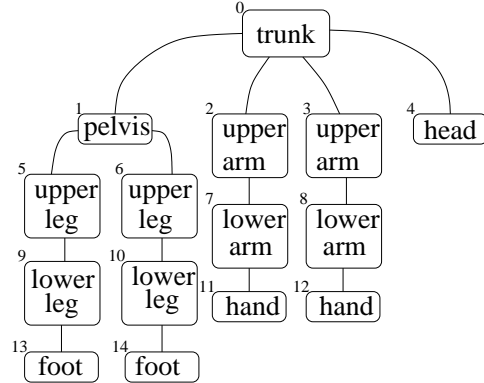 0
trunk
1
pelvis
2
upper
arm
3
upper
arm
4
head
5
upper
leg
6
upper
leg
7
lower
arm
8
lower
arm
9
lower
leg
10
lower
leg
11
hand
12
hand
13
foot
14
foot